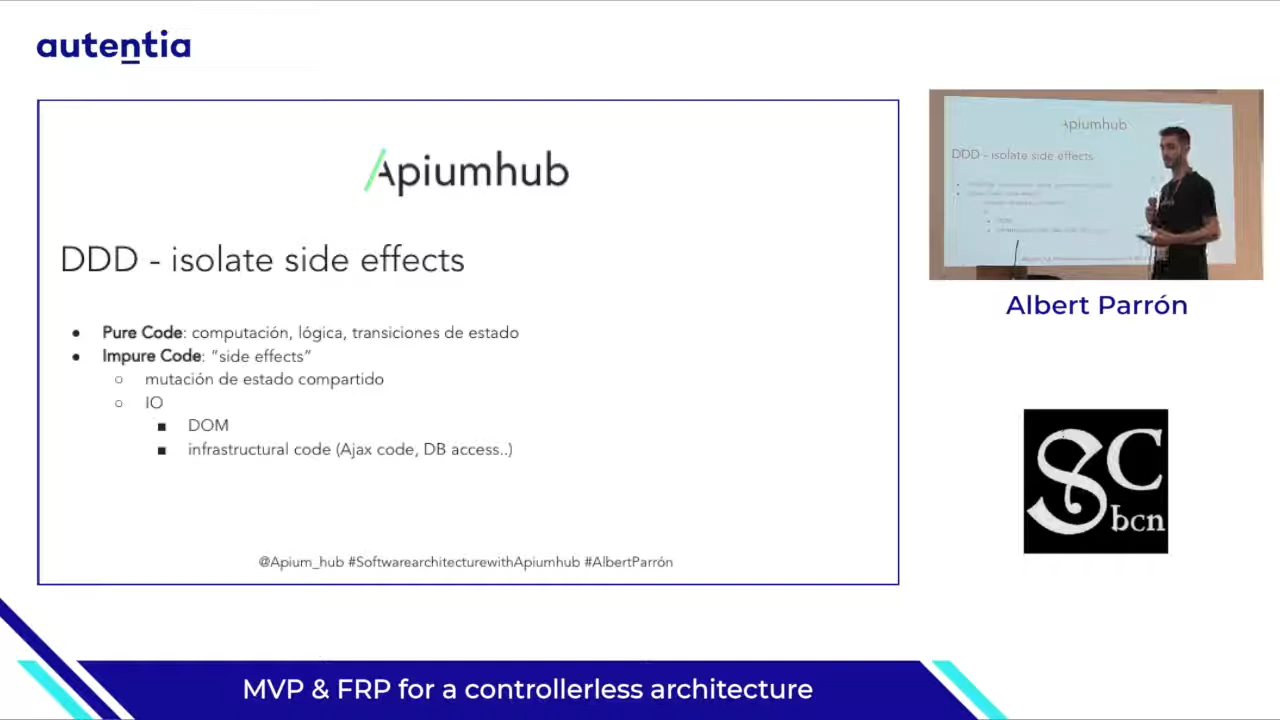 autentia
Apiumhub
DDD - isolate side effects
● Pure Code: computación, lógica, transiciones de estado
● Impure Code: "side effects"
○ mutación de estado compartido
○ IO
■ DOM
■ infrastructural code (Ajax code, DB access..)
@Apium_hub #SoftwarearchitecturewithApiumhub #AlbertParrón
Apiumhub
DDD - isolate side effects
Albert Parrón
SC
bcn
MVP & FRP for a controllerless architecture